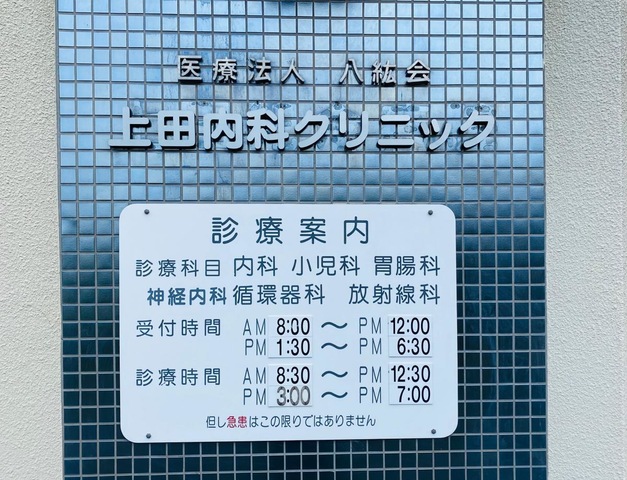 医療法人 八紘会
上田内科クリニック
診療案内
診療科目 内科 小児科 胃腸科
神経内科 循環器科 放射線科
受付時間 AM 8:00 〜 PM 12:00
PM 1:30 〜 PM 6:30
診療時間 AM 8:30 〜 PM 12:30
PM 3:00 〜 PM 7:00
但し急患はこの限りではありません